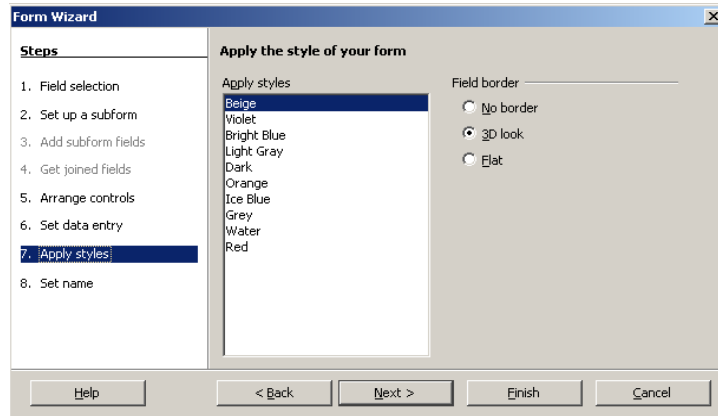 Form Wizard
Steps
1. Field selection
2. Set up a subform
3. Add subform fields
4. Get joined fields
5. Arrange controls
6. Set data entry
7. Apply styles
8. Set name
Apply the style of your form
Apply styles
Beige
Violet
Bright Blue
Light Gray
Dark
Orange
Ice Blue
Grey
Water
Red
Field border
No border
3D look
Flat
Help
< Back
Next >
Finish
Cancel